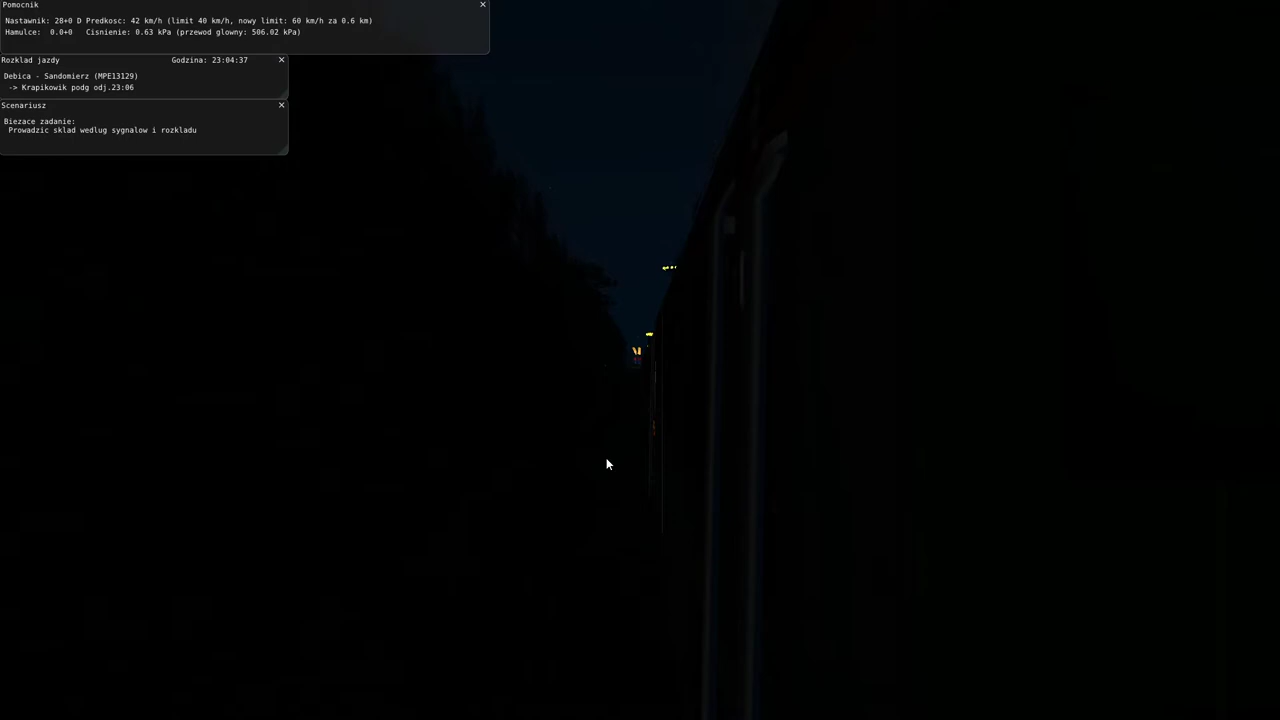 Pomocnik
Nastawnik: 28+0 D Predkosc: 42 km/h (limit 40 km/h, nowy limit: 60 km/h za 0.6 km)
Hamulce:  0.0+0   Cisnienie: 0.63 kPa (przewod glowny: 506.02 kPa)
Rozklad jazdy Godzina: 23:04:37
Debica - Sandomierz (MPE13129)
-> Krapikowik podg odj.23:06
Scenariusz
Biezace zadanie:
Prowadzic sklad wedlug sygnalow i rozkladu